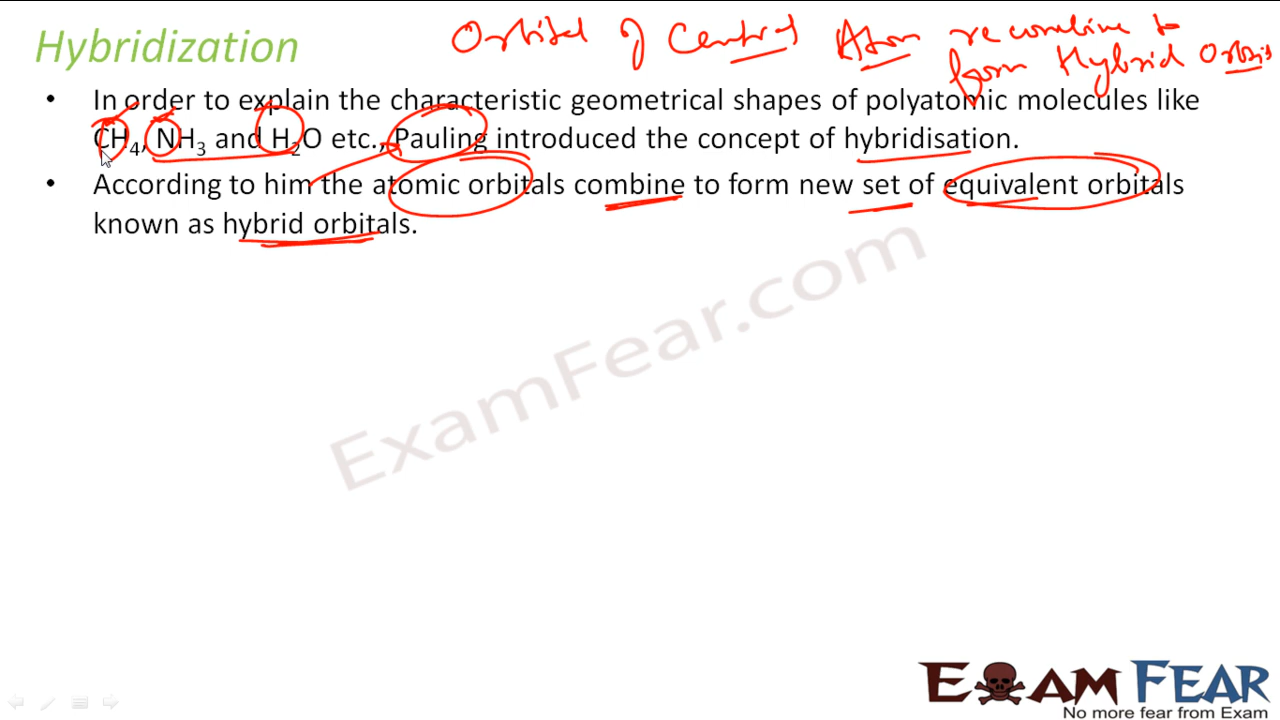 Hybridization
Orbital of Central Atom recombine to
form Hybrid Orbit
• In order to explain the characteristic geometrical shapes of polyatomic molecules like
CH₄, NH₃ and H₂O etc., Pauling introduced the concept of hybridisation.
• According to him the atomic orbitals combine to form new set of equivalent orbitals
known as hybrid orbitals.
ExamFear.com
EXAM FEAR
No more fear from Exam